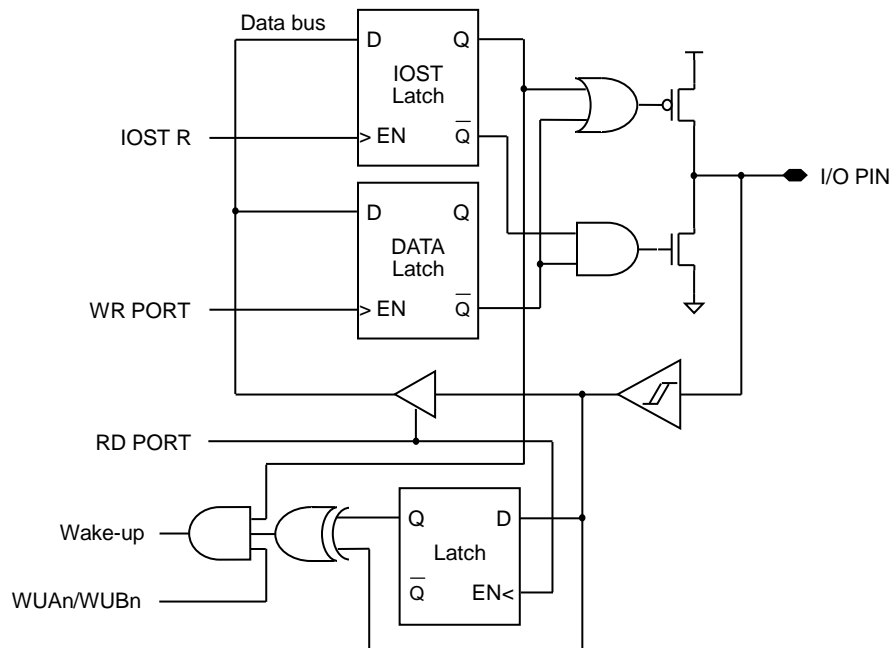 Data bus
D
Q
IOST
Latch
IOST R
> EN
Q̅
I/O PIN
D
Q
DATA
Latch
WR PORT
> EN
Q̅
RD PORT
Q
D
Wake-up
Latch
Q̅
EN<
WUAn/WUBn